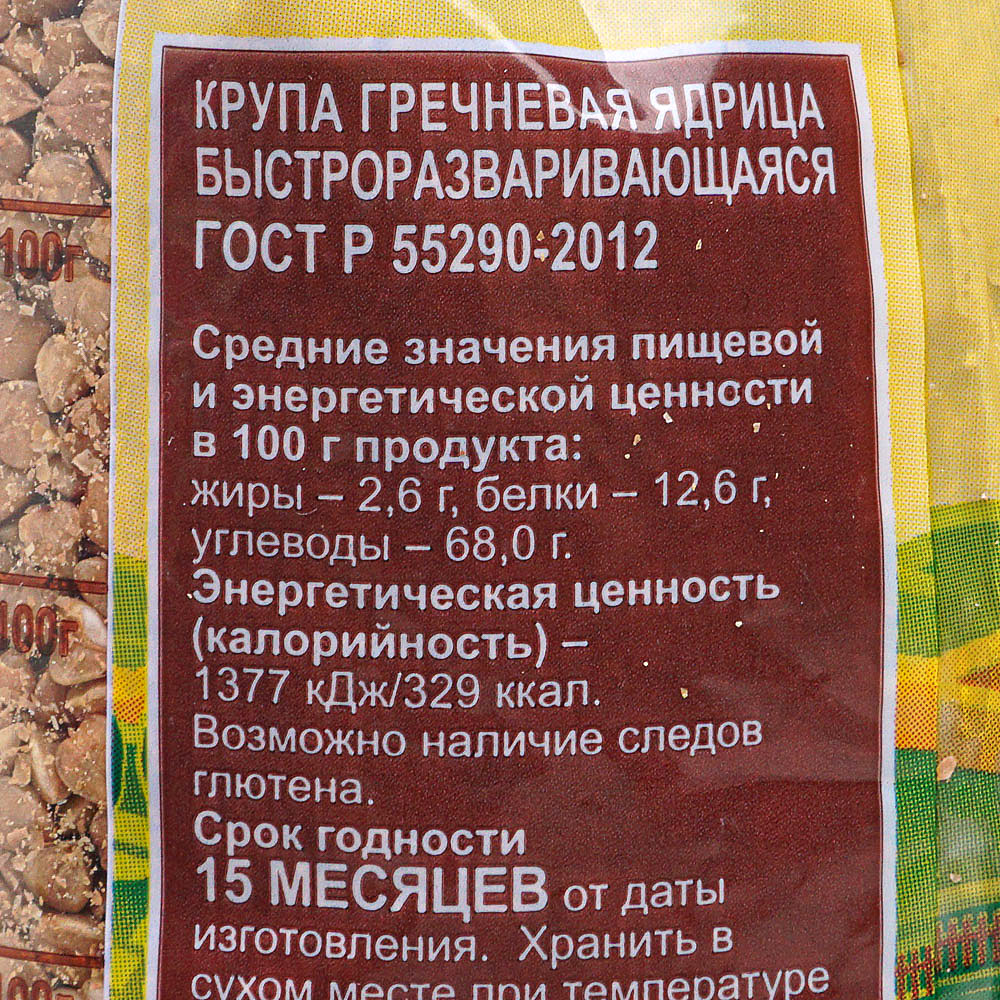 КРУПА ГРЕЧНЕВАЯ ЯДРИЦА
БЫСТРОРАЗВАРИВАЮЩАЯСЯ
ГОСТ Р 55290-2012
Средние значения пищевой
и энергетической ценности
в 100 г продукта:
жиры – 2,6 г, белки – 12,6 г,
углеводы – 68,0 г.
Энергетическая ценность
(калорийность) –
1377 кДж/329 ккал.
Возможно наличие следов
глютена.
Срок годности
15 МЕСЯЦЕВ от даты
изготовления. Хранить в
сухом месте при температуре
100г
100г
100г